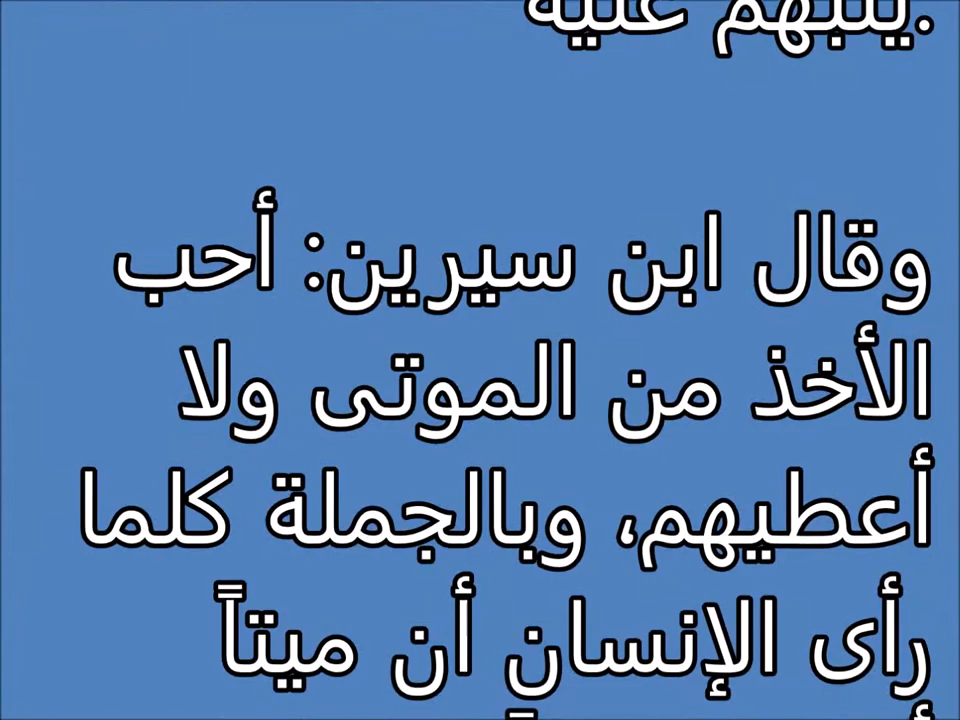 وقال ابن سيرين: أحب
الأخذ من الموتى ولا
أعطيهم، وبالجملة كلما
رأى الإنسان أن ميتاً